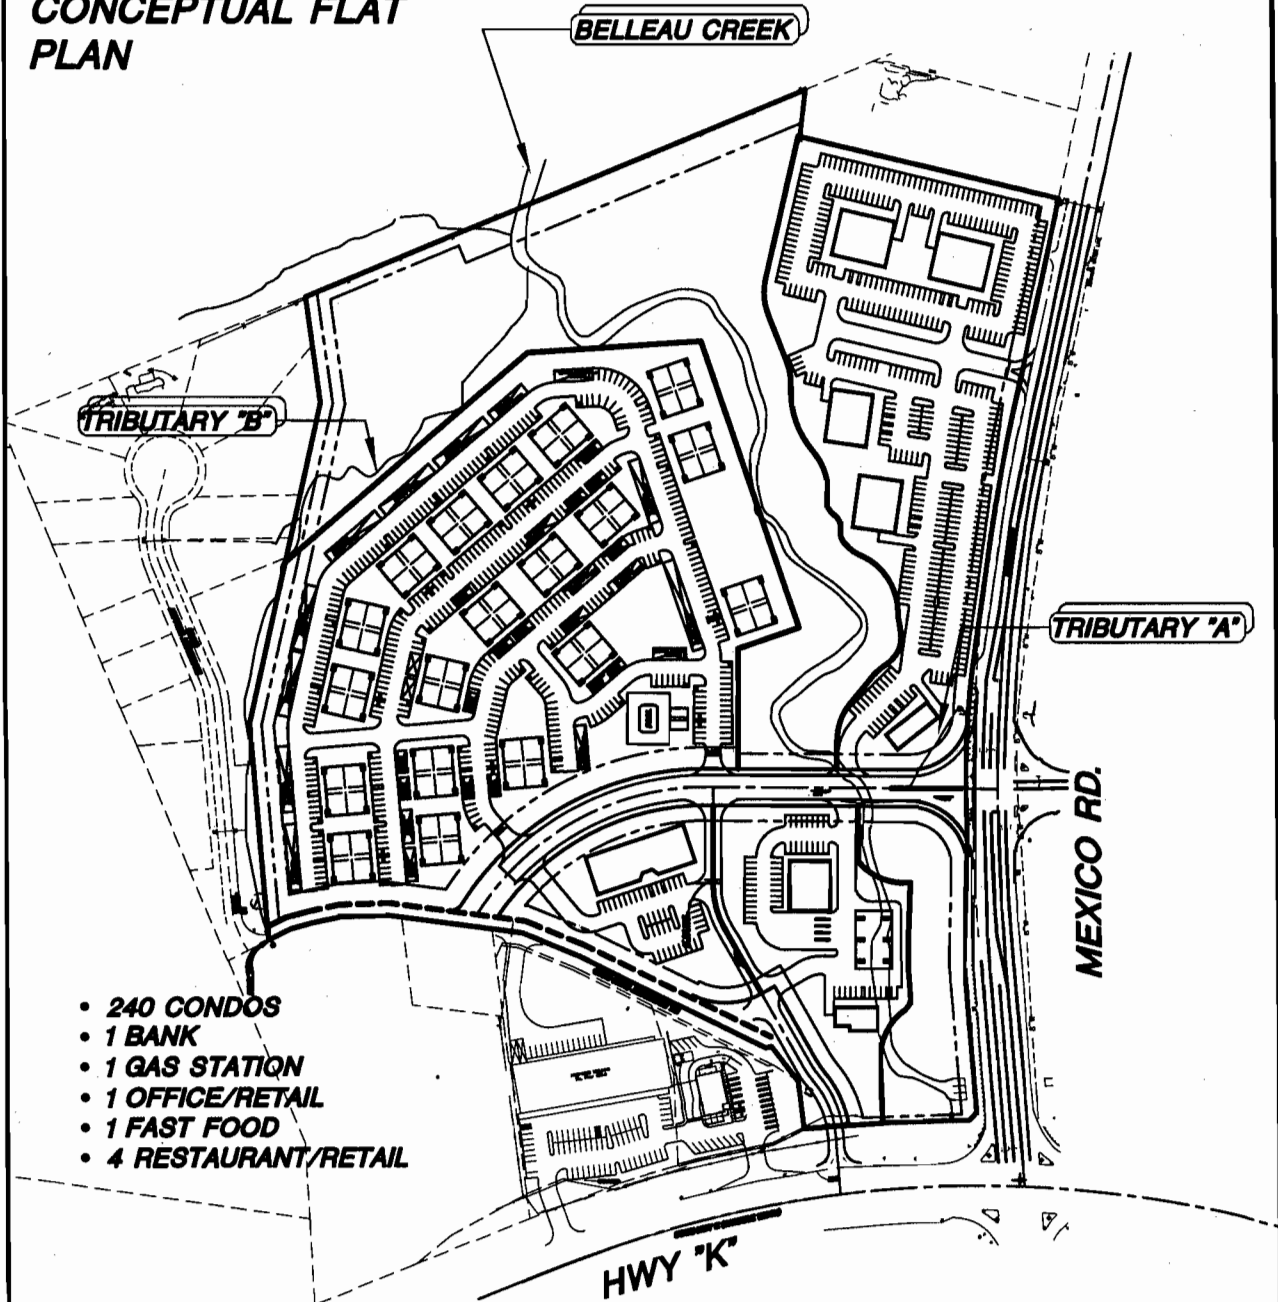 CONCEPTUAL FLAT
PLAN
BELLEAU CREEK
TRIBUTARY "B"
TRIBUTARY "A"
MEXICO RD.
• 240 CONDOS
• 1 BANK
• 1 GAS STATION
• 1 OFFICE/RETAIL
• 1 FAST FOOD
• 4 RESTAURANT/RETAIL
HWY "K"